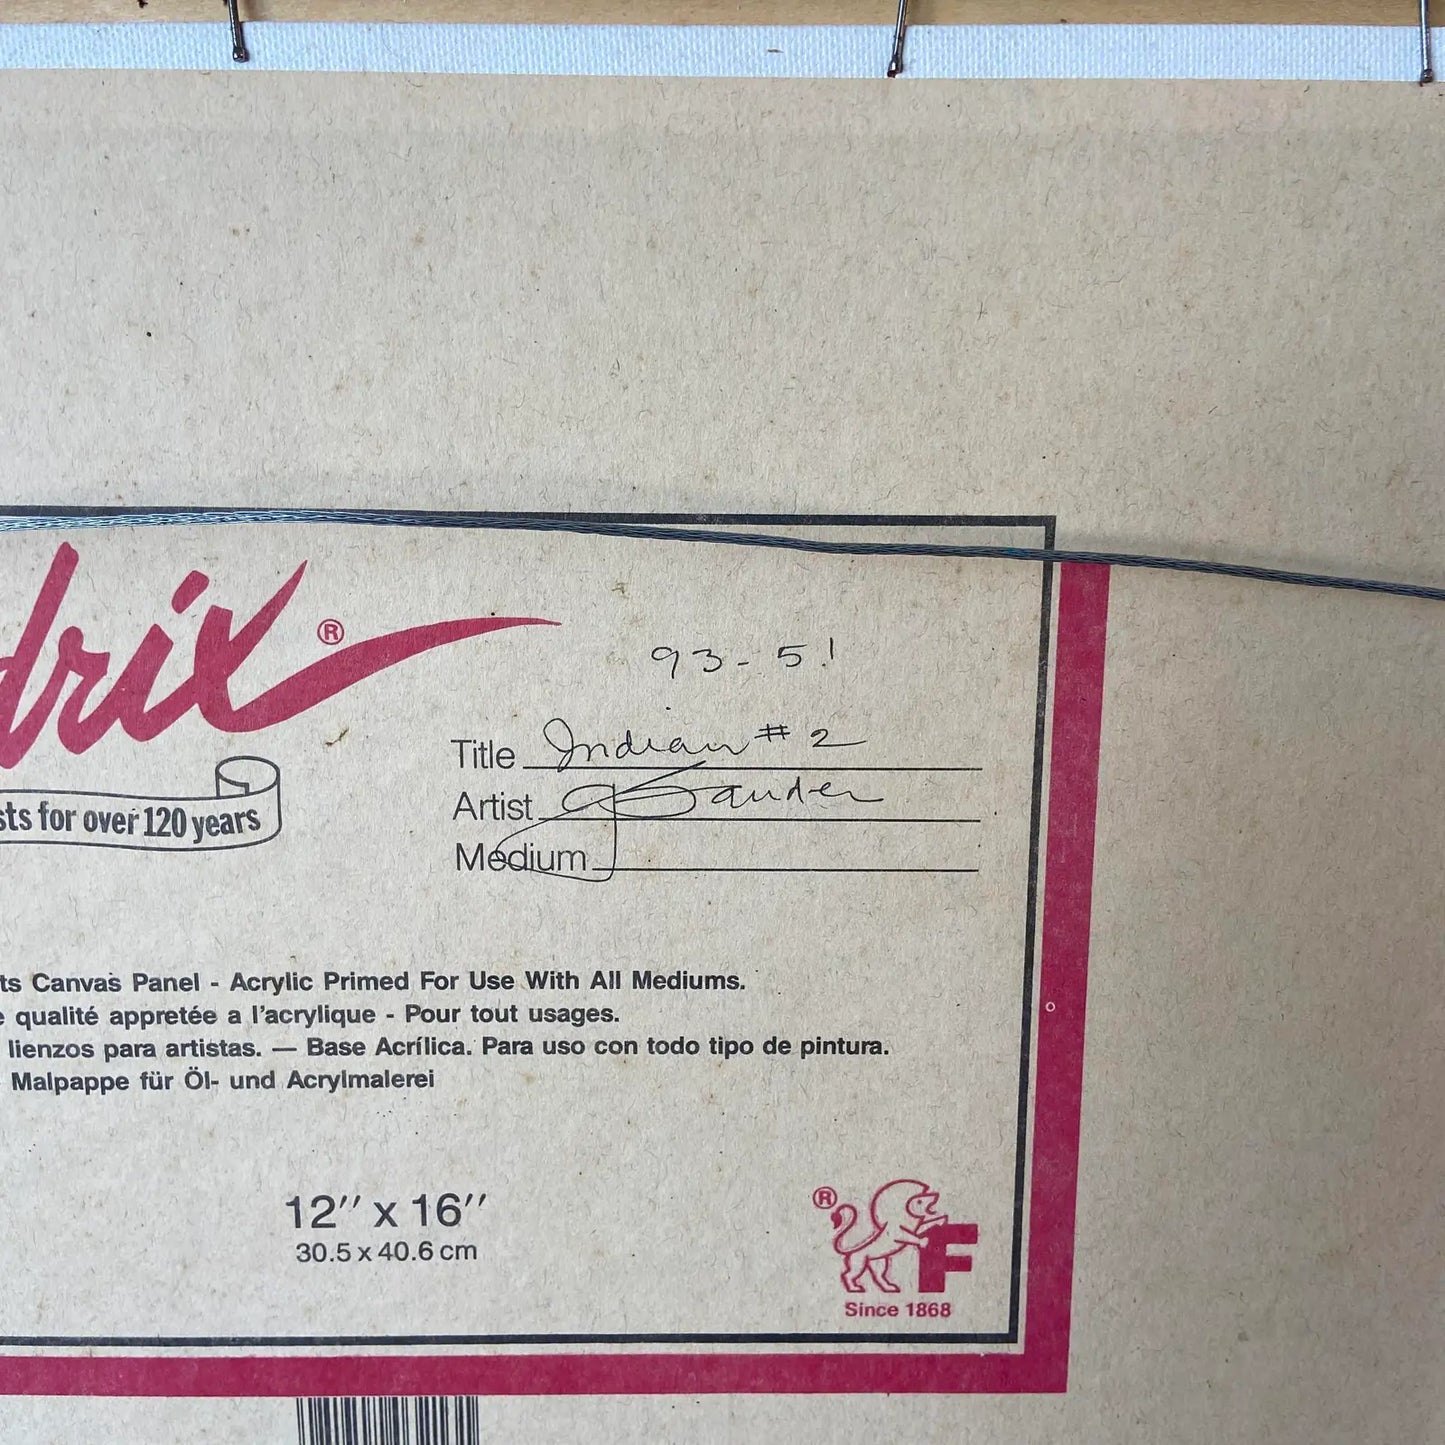 drix ®
93-51
Title Indian #2
Artist J Sander
Medium
sts for over 120 years
ts Canvas Panel - Acrylic Primed For Use With All Mediums.
e qualité appretée a l'acrylique - Pour tout usages.
lienzos para artistas. — Base Acrílica. Para uso con todo tipo de pintura.
Malpappe für Öl- und Acrylmalerei
12" x 16"
30.5 x 40.6 cm
® F
Since 1868